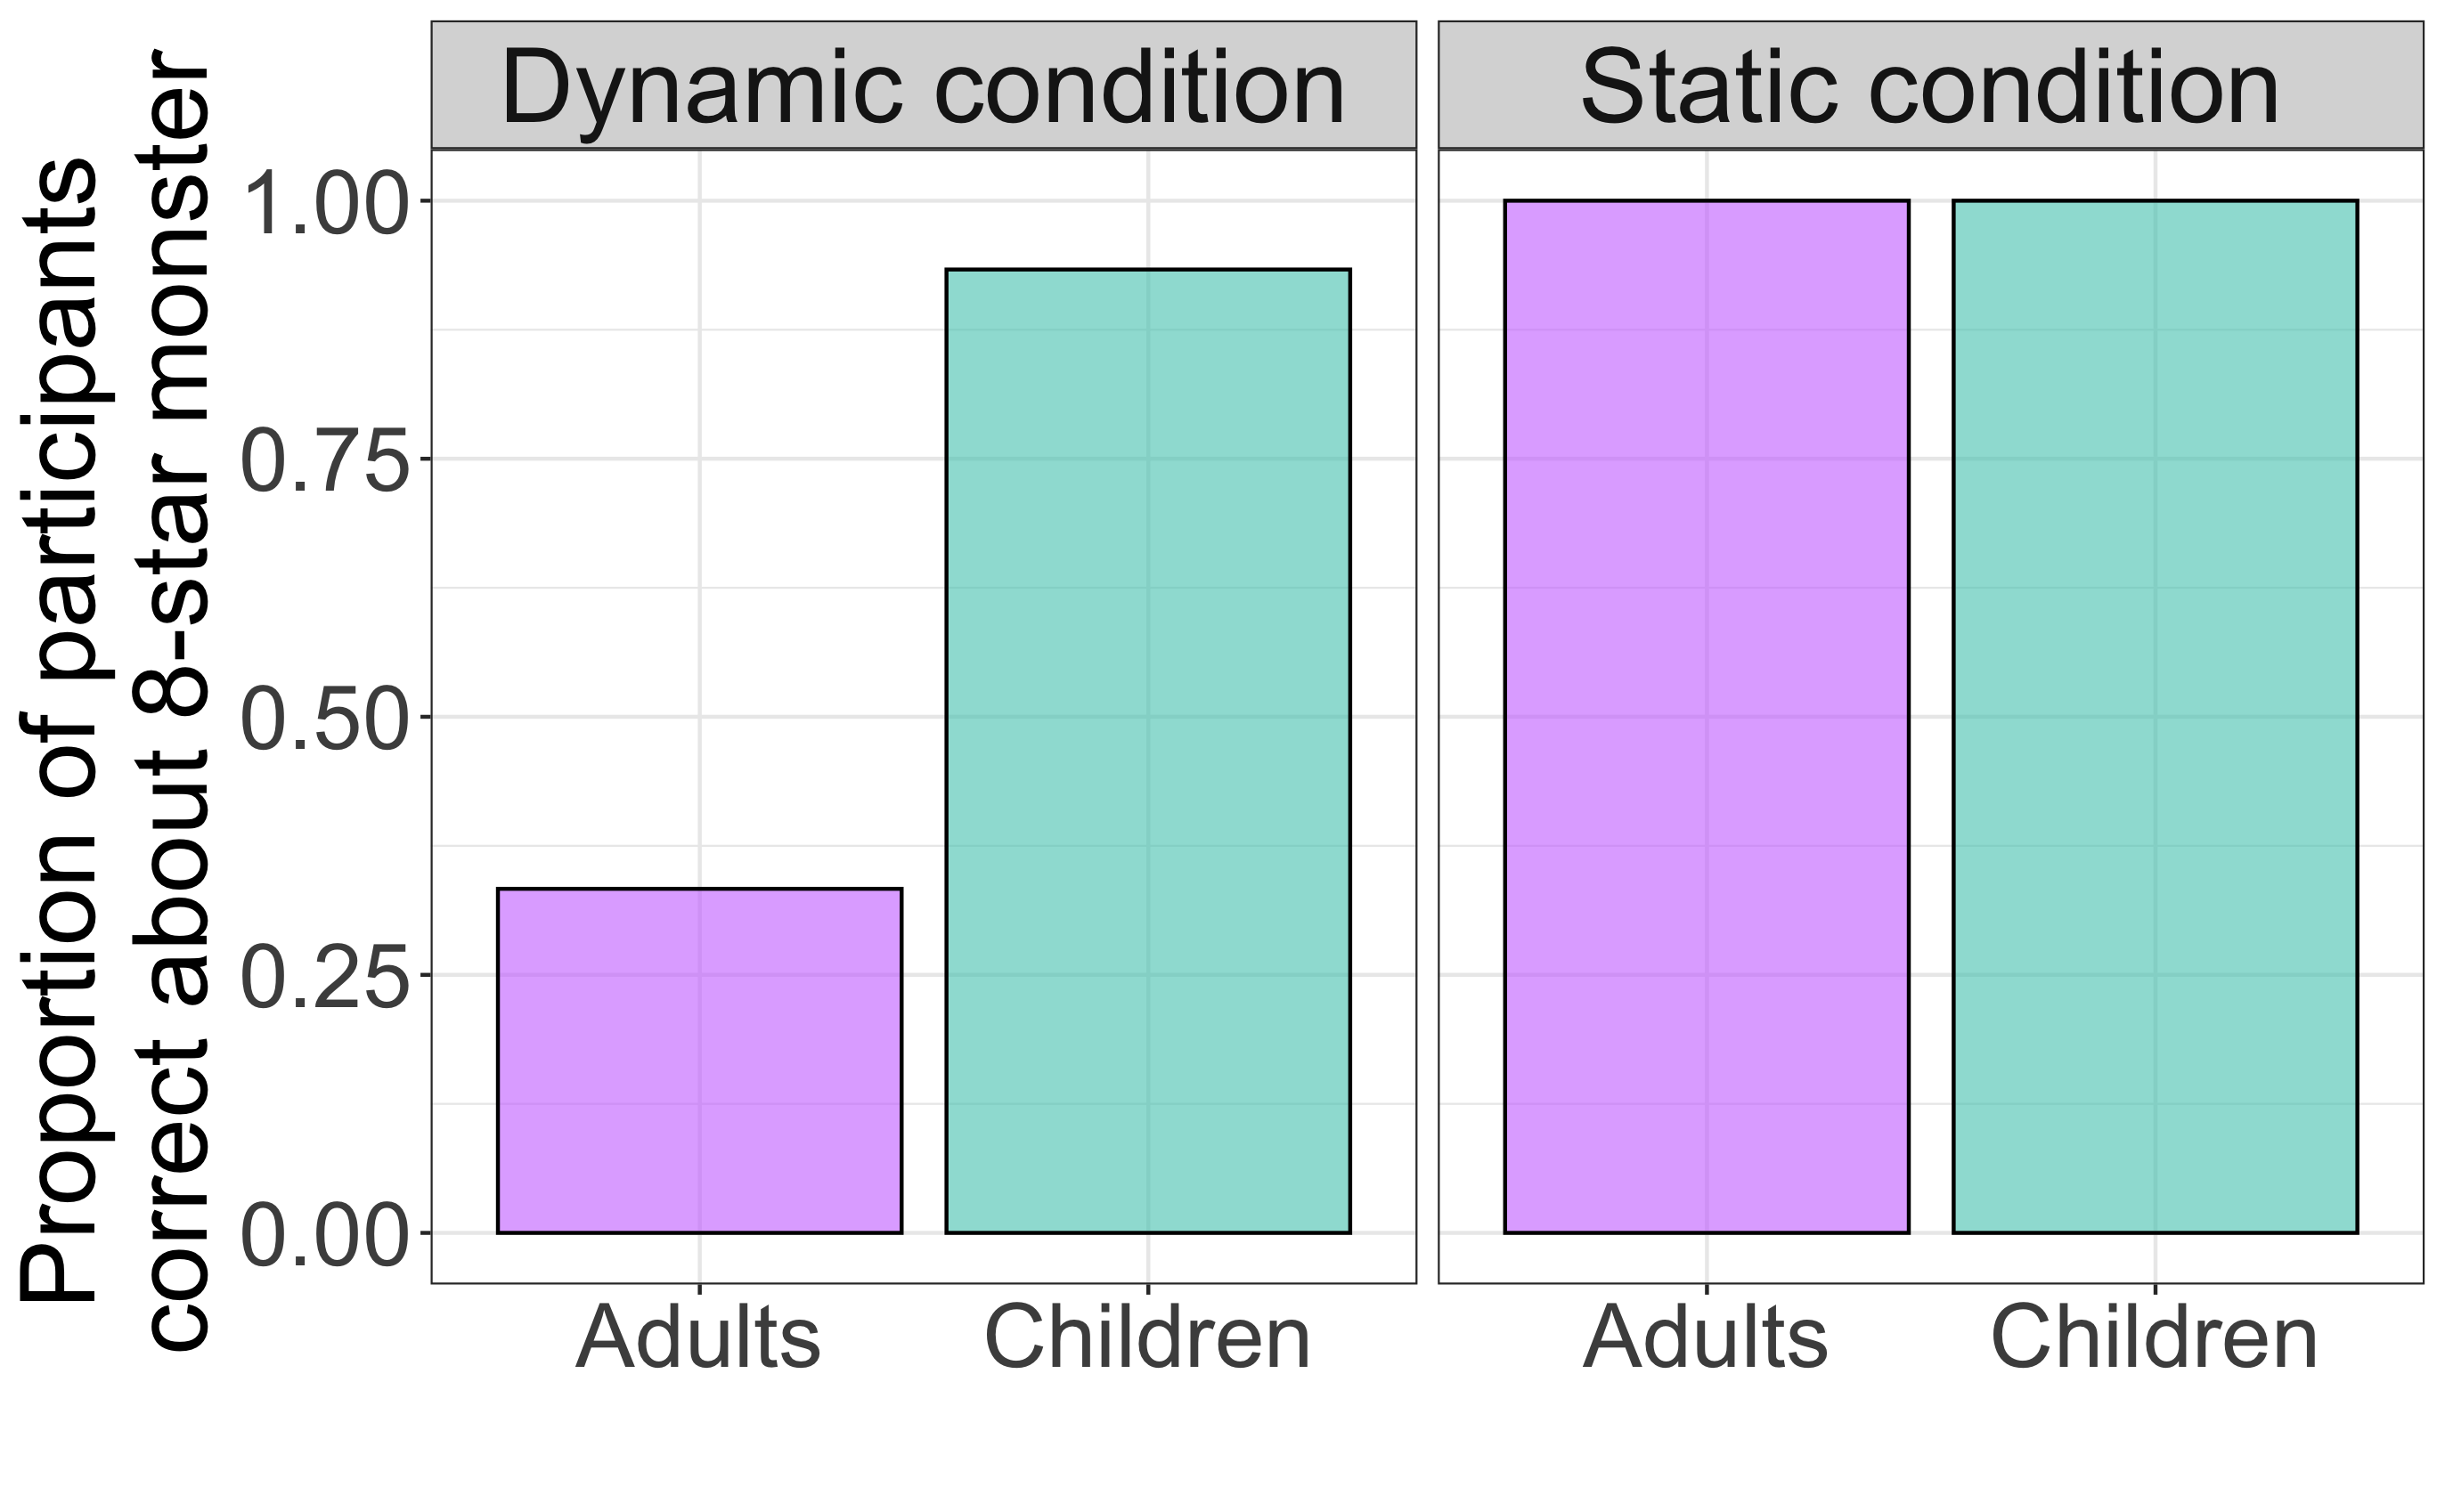 Proportion of participants
correct about 8-star monster
Dynamic condition
Static condition
1.00
0.75
0.50
0.25
0.00
Adults
Children
Adults
Children